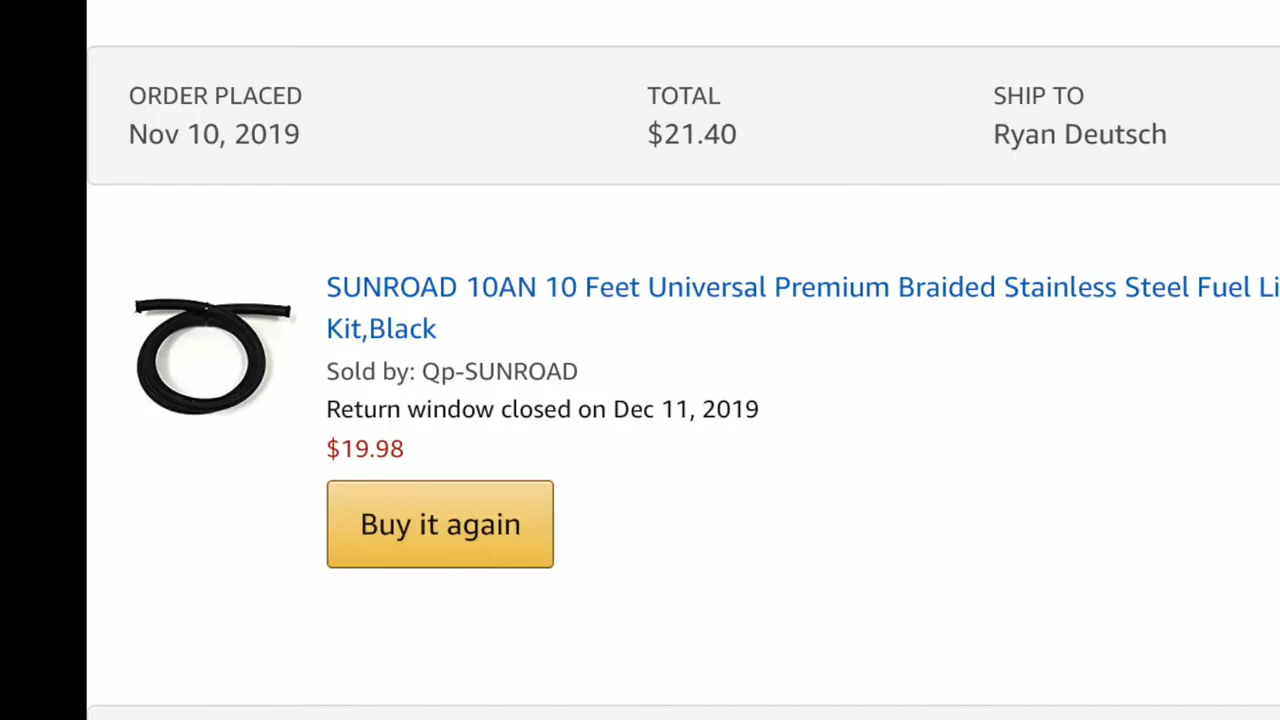 ORDER PLACED
Nov 10, 2019
TOTAL
$21.40
SHIP TO
Ryan Deutsch
SUNROAD 10AN 10 Feet Universal Premium Braided Stainless Steel Fuel
Kit,Black
Sold by: Qp-SUNROAD
Return window closed on Dec 11, 2019
$19.98
Buy it again